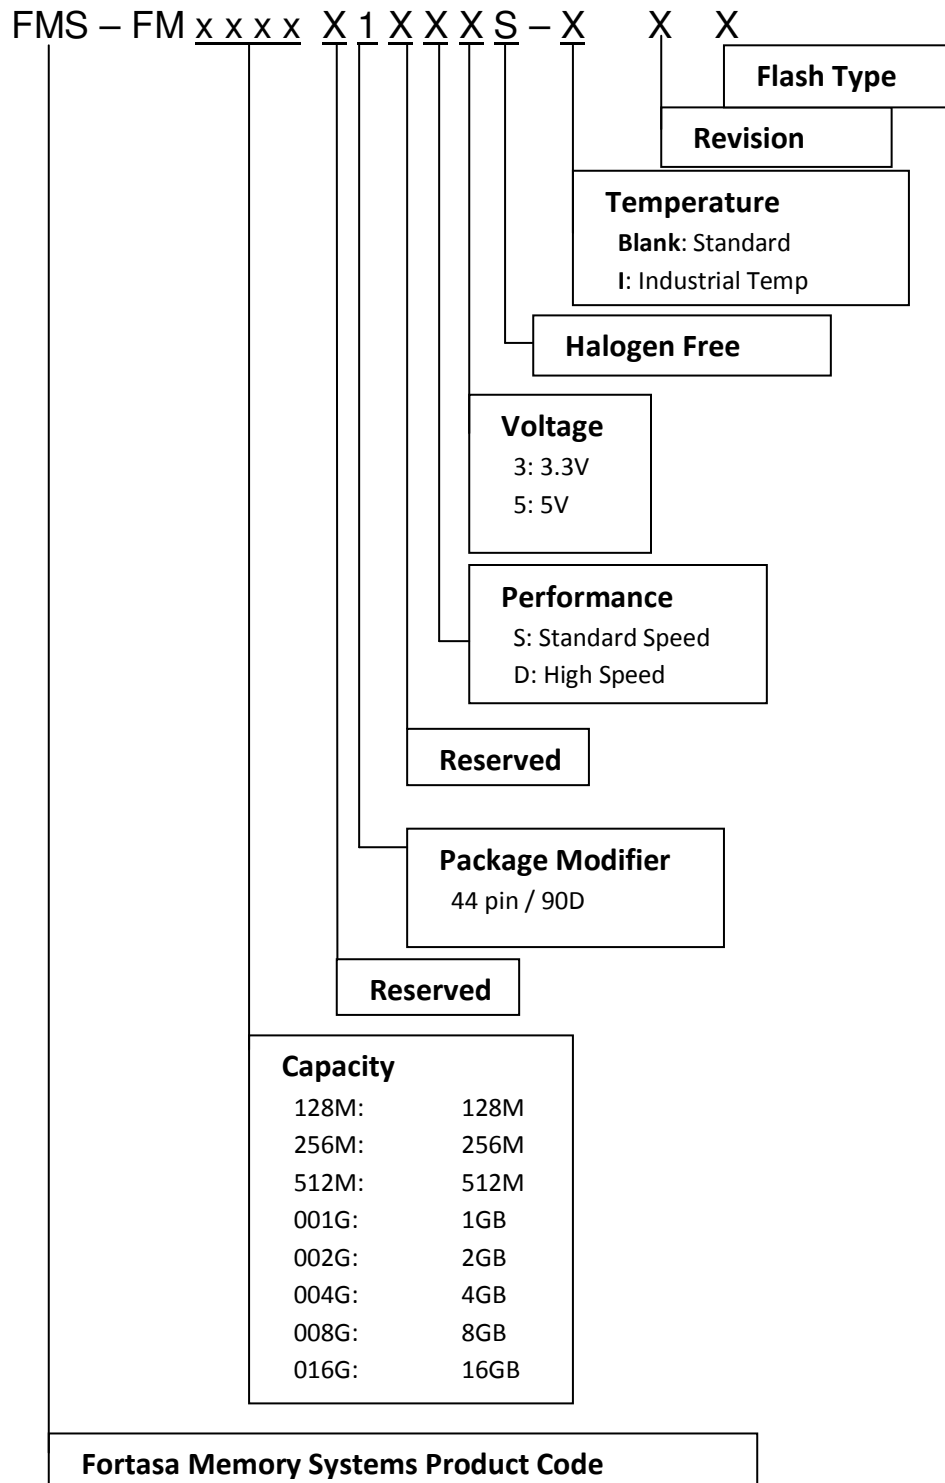 FMS – FM x x x x X 1 X X X S – X X X
Flash Type
Revision
Temperature
Blank: Standard
I: Industrial Temp
Halogen Free
Voltage
3: 3.3V
5: 5V
Performance
S: Standard Speed
D: High Speed
Reserved
Package Modifier
44 pin / 90D
Reserved
Capacity
128M: 128M
256M: 256M
512M: 512M
001G: 1GB
002G: 2GB
004G: 4GB
008G: 8GB
016G: 16GB
Fortasa Memory Systems Product Code